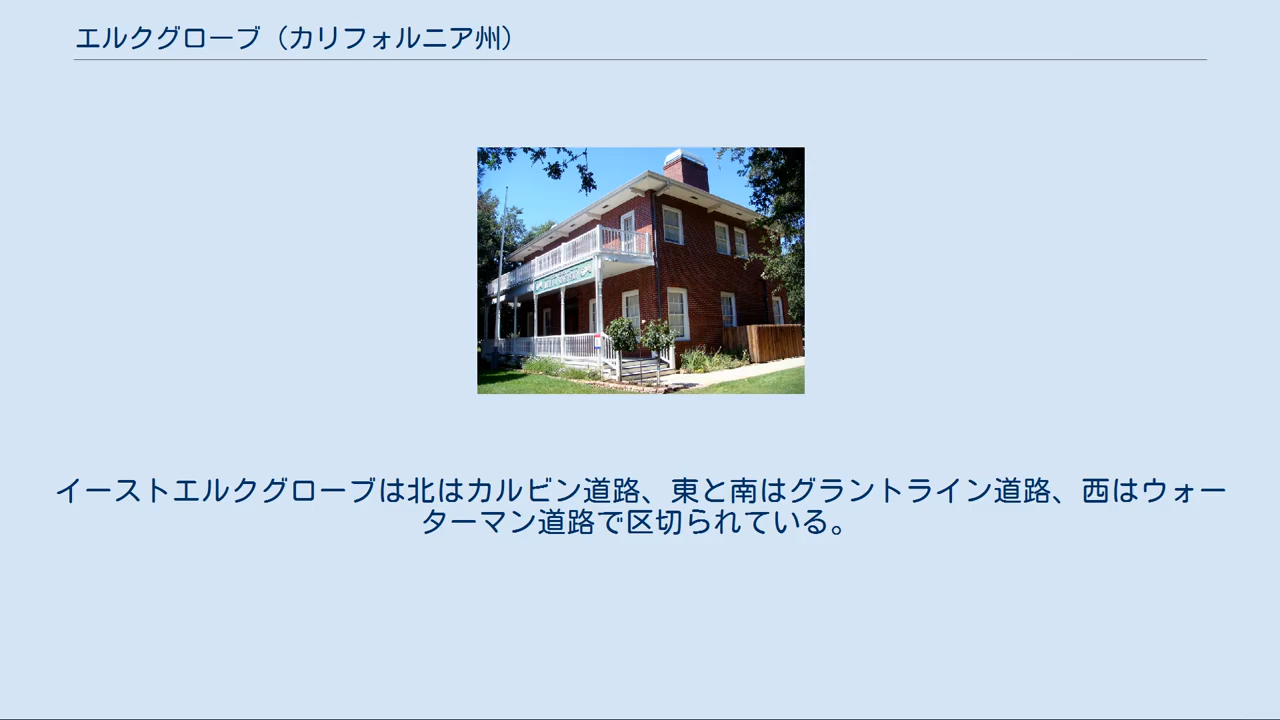 エルクグローブ（カリフォルニア州）
イーストエルクグローブは北はカルビン道路、東と南はグラントライン道路、西はウォー
ターマン道路で区切られている。